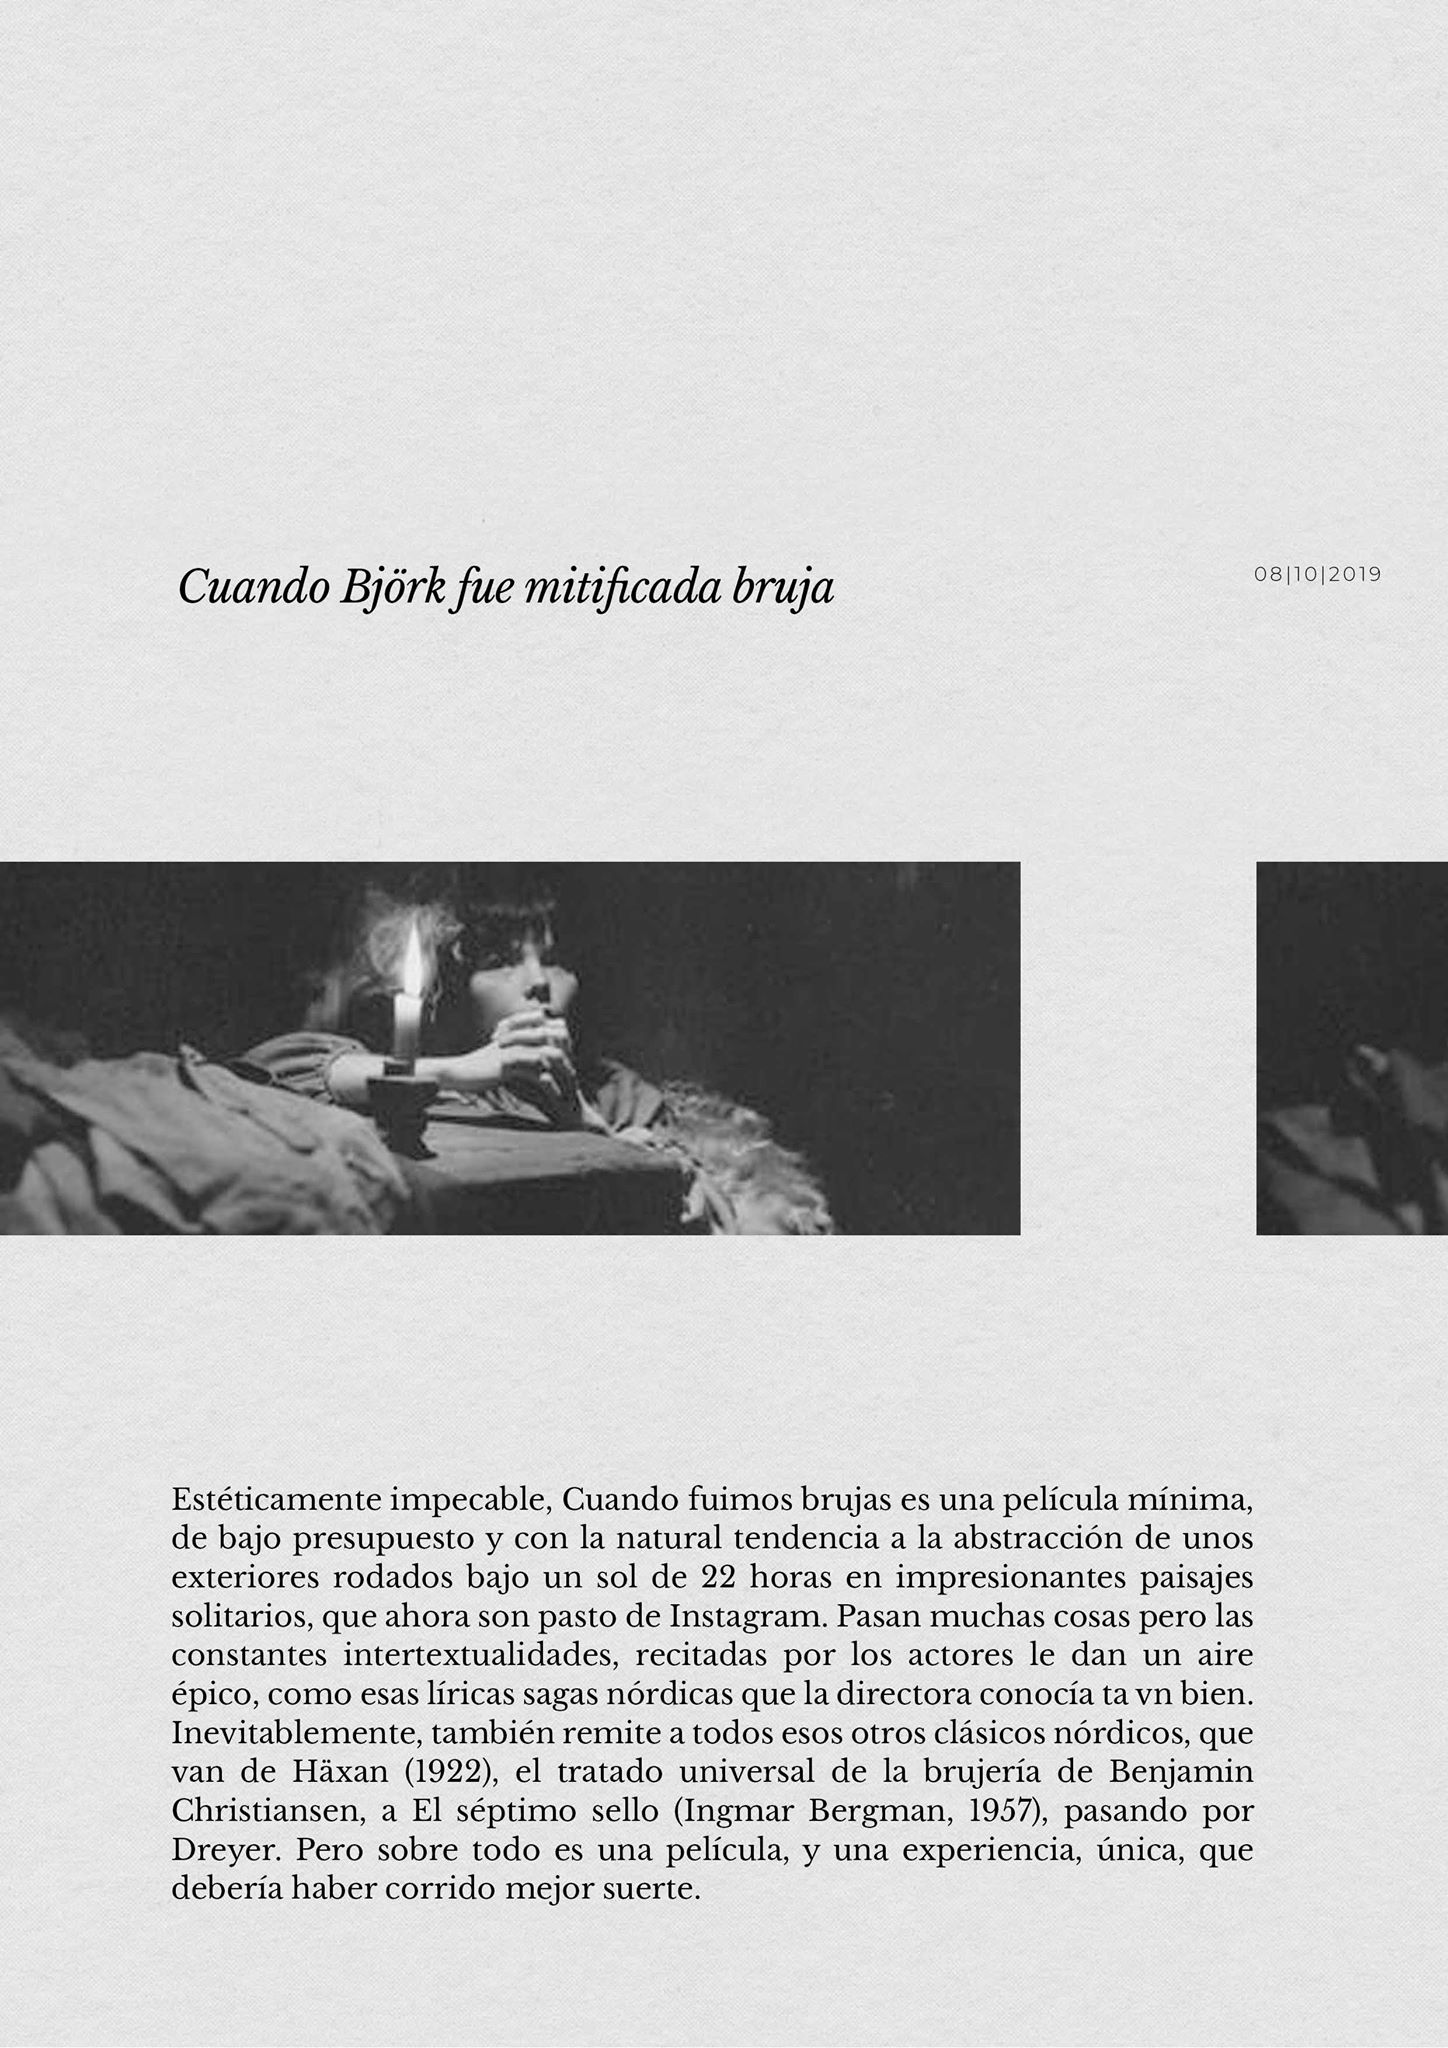 Cuando Björk fue mitificada bruja
08|10|2019
Estéticamente impecable, Cuando fuimos brujas es una película mínima,
de bajo presupuesto y con la natural tendencia a la abstracción de unos
exteriores rodados bajo un sol de 22 horas en impresionantes paisajes
solitarios, que ahora son pasto de Instagram. Pasan muchas cosas pero las
constantes intertextualidades, recitadas por los actores le dan un aire
épico, como esas líricas sagas nórdicas que la directora conocía ta vn bien.
Inevitablemente, también remite a todos esos otros clásicos nórdicos, que
van de Häxan (1922), el tratado universal de la brujería de Benjamin
Christiansen, a El séptimo sello (Ingmar Bergman, 1957), pasando por
Dreyer. Pero sobre todo es una película, y una experiencia, única, que
debería haber corrido mejor suerte.